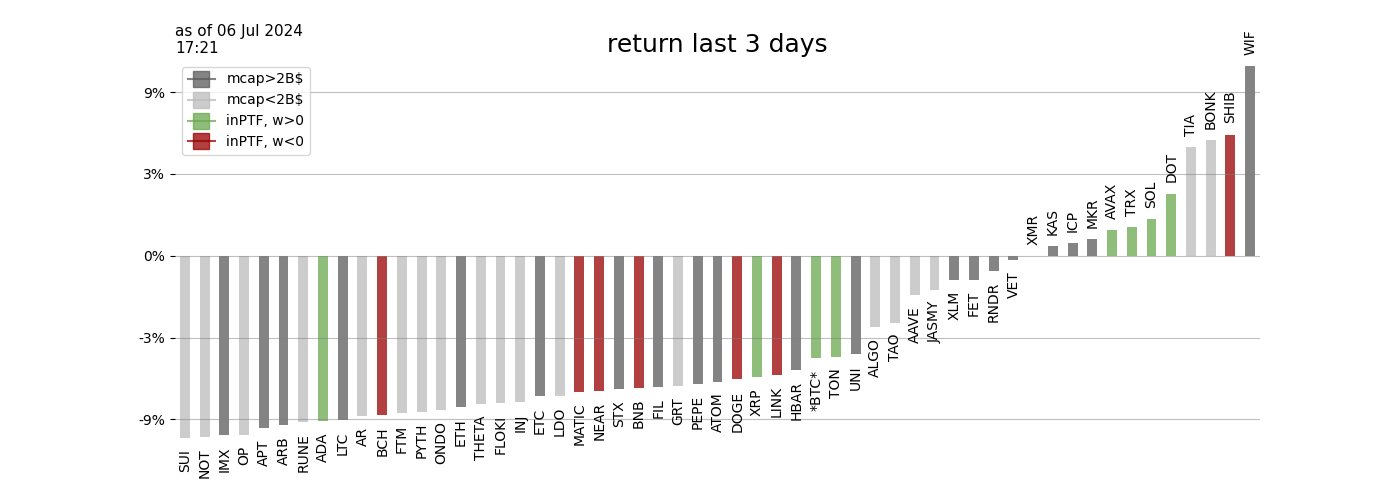 as of 06 Jul 2024
17:21
return last 3 days
mcap>2B$
mcap<2B$
inPTF, w>0
inPTF, w<0
9%
3%
0%
-3%
-9%
SUI
NOT
IMX
OP
APT
ARB
RUNE
ADA
LTC
AR
BCH
FTM
PYTH
ONDO
ETH
THETA
FLOKI
INJ
ETC
LDO
MATIC
NEAR
STX
BNB
FIL
GRT
PEPE
ATOM
DOGE
XRP
LINK
HBAR
*BTC*
TON
UNI
ALGO
TAO
AAVE
JASMY
XLM
FET
RNDR
VET
XMR
KAS
ICP
MKR
AVAX
TRX
SOL
DOT
TIA
BONK
SHIB
WIF